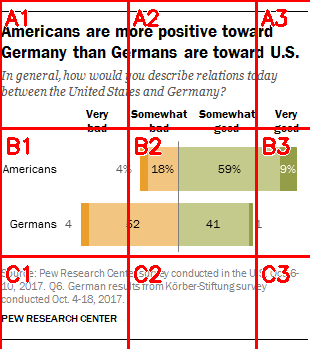 A1 A2 A3
Americans are more positive toward
Germany than Germans are toward U.S.
In general, how would you describe relations today
between the United States and Germany?
Very bad Somewhat bad Somewhat good Very good
B1 B2 B3
Americans 4% 18% 59% 9%
Germans 4 52 41 1
C1 C2 C3
Source: Pew Research Center survey conducted in the U.S. Oct. 6-
10, 2017. Q6. German results from Körber-Stiftung survey
conducted Oct. 4-18, 2017.
PEW RESEARCH CENTER